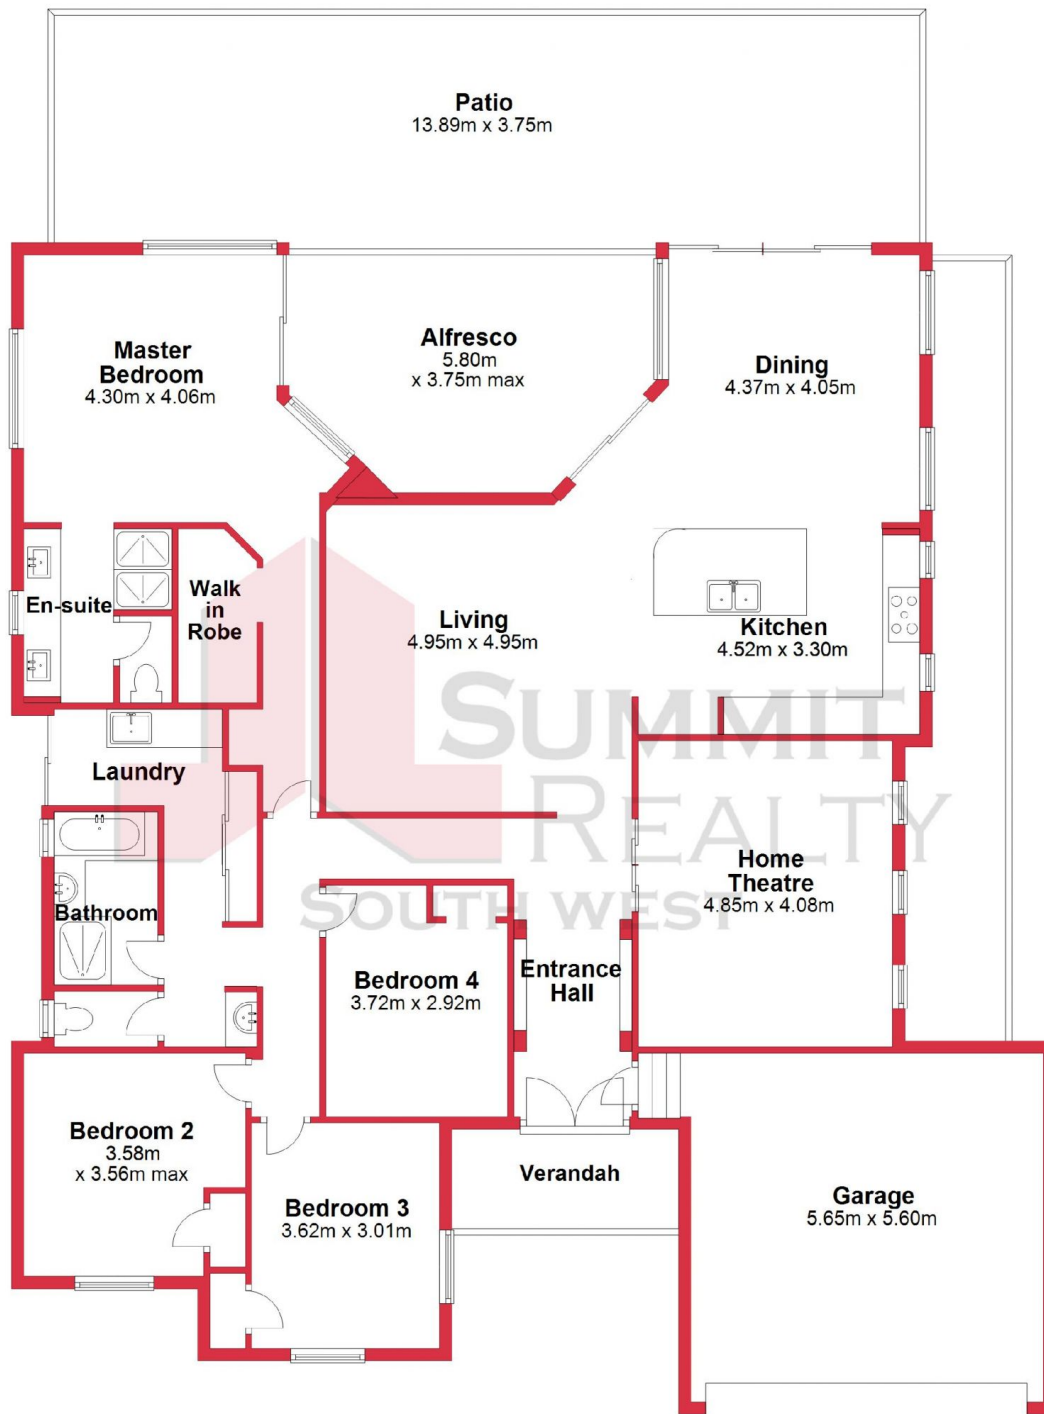 Patio
13.89m x 3.75m
Master
Bedroom
4.30m x 4.06m
Alfresco
5.80m
x 3.75m max
Dining
4.37m x 4.05m
En-suite
Walk
in
Robe
Living
4.95m x 4.95m
Kitchen
4.52m x 3.30m
SUMMIT
REALTY
SOUTH WEST
Laundry
Bathroom
Home
Theatre
4.85m x 4.08m
Bedroom 4
3.72m x 2.92m
Entrance
Hall
Bedroom 2
3.58m
x 3.56m max
Bedroom 3
3.62m x 3.01m
Verandah
Garage
5.65m x 5.60m